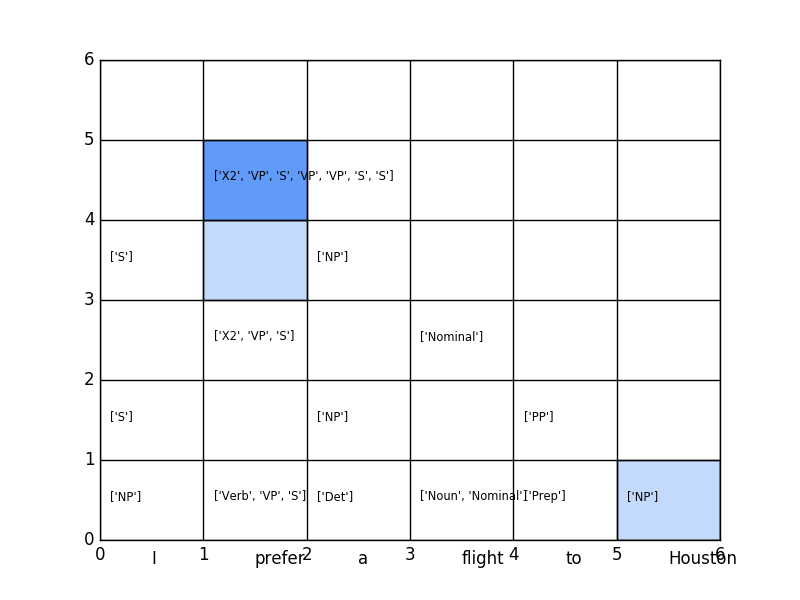 6
5
['X2', 'VP', 'S', 'VP', 'VP', 'S', 'S']
4
['S'] ['NP']
3
['X2', 'VP', 'S'] ['Nominal']
2
['S'] ['NP'] ['PP']
1
['NP'] ['Verb', 'VP', 'S'] ['Det'] ['Noun', 'Nominal'] ['Prep'] ['NP']
0
0 1 2 3 4 5 6
I prefer a flight to Houston